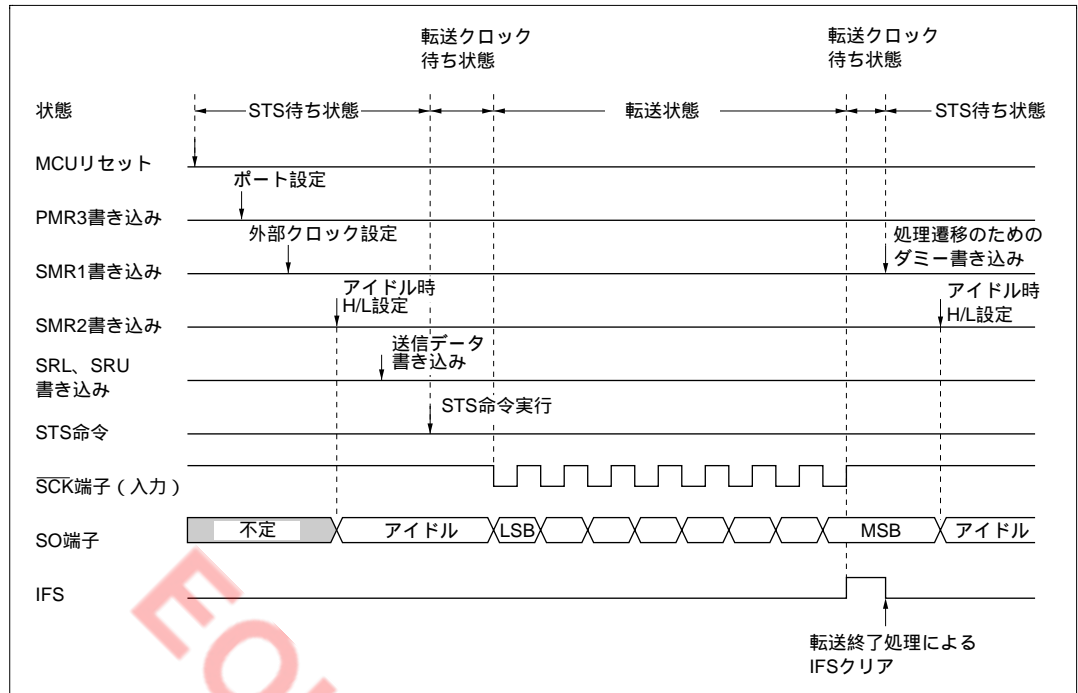 転送クロック
待ち状態
転送クロック
待ち状態
状態
STS待ち状態
転送状態
STS待ち状態
MCUリセット
ポート設定
PMR3書き込み
外部クロック設定
処理遷移のための
ダミー書き込み
SMR1書き込み
アイドル時
H/L設定
アイドル時
H/L設定
SMR2書き込み
送信データ
書き込み
SRL、SRU
書き込み
STS命令実行
STS命令
SCK端子(入力)
SO端子
不定
アイドル
LSB
MSB
アイドル
IFS
転送終了処理による
IFSクリア